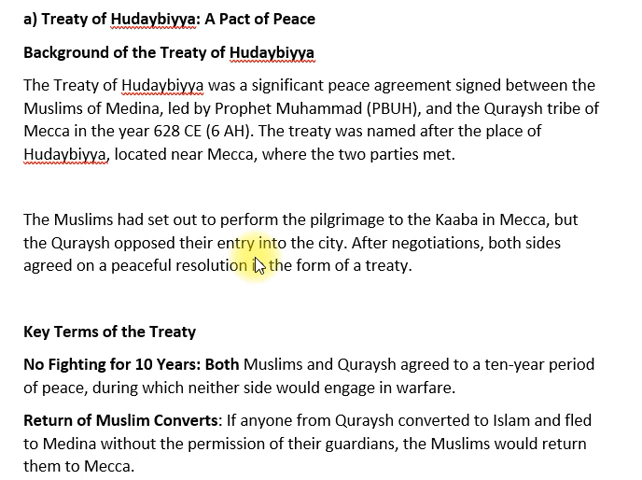 a) Treaty of Hudaybiyya: A Pact of Peace
Background of the Treaty of Hudaybiyya
The Treaty of Hudaybiyya was a significant peace agreement signed between the
Muslims of Medina, led by Prophet Muhammad (PBUH), and the Quraysh tribe of
Mecca in the year 628 CE (6 AH). The treaty was named after the place of
Hudaybiyya, located near Mecca, where the two parties met.
The Muslims had set out to perform the pilgrimage to the Kaaba in Mecca, but
the Quraysh opposed their entry into the city. After negotiations, both sides
agreed on a peaceful resolution in the form of a treaty.
Key Terms of the Treaty
No Fighting for 10 Years: Both Muslims and Quraysh agreed to a ten-year period
of peace, during which neither side would engage in warfare.
Return of Muslim Converts: If anyone from Quraysh converted to Islam and fled
to Medina without the permission of their guardians, the Muslims would return
them to Mecca.